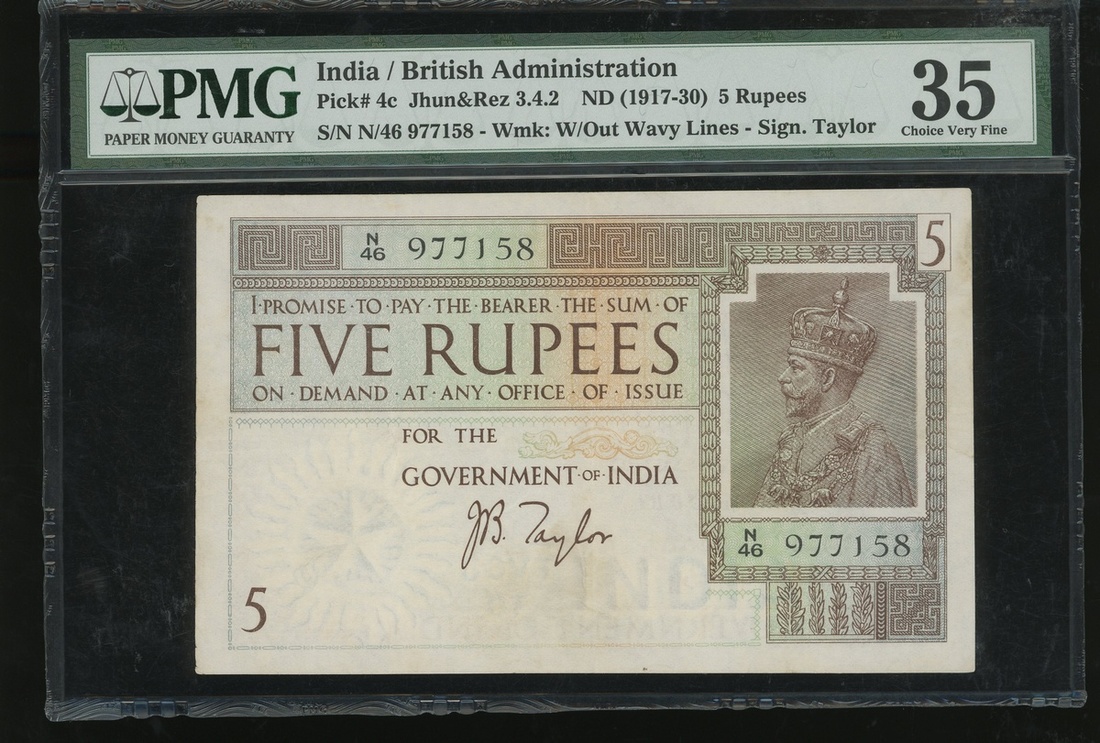 PMG
PAPER MONEY GUARANTY
India / British Administration
Pick# 4c Jhun&Rez 3.4.2 ND (1917-30) 5 Rupees
S/N N/46 977158 - Wmk: W/Out Wavy Lines - Sign. Taylor
35
Choice Very Fine
N/46 977158
5
I·PROMISE·TO·PAY·THE·BEARER·THE·SUM·OF
FIVE RUPEES
ON·DEMAND·AT·ANY·OFFICE·OF·ISSUE
FOR THE
GOVERNMENT·OF·INDIA
JB. Taylor
N/46 977158
5